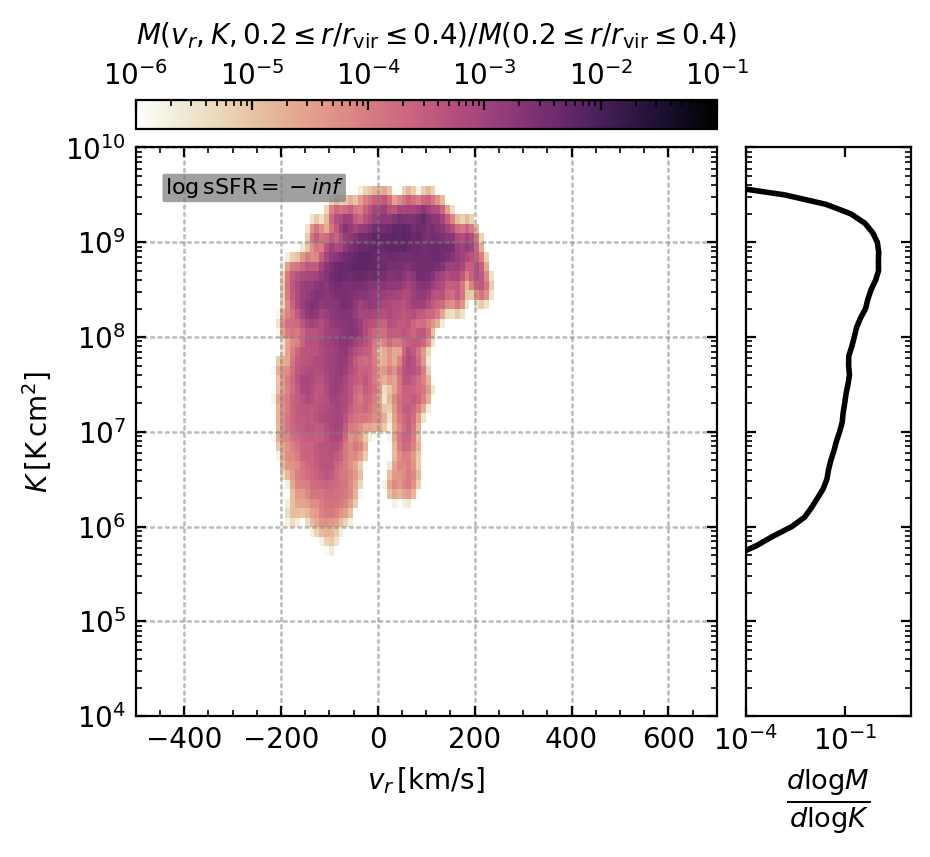 M(v_r, K, 0.2 ≤ r/r_vir ≤ 0.4)/M(0.2 ≤ r/r_vir ≤ 0.4)
10^−6 10^−5 10^−4 10^−3 10^−2 10^−1
log sSFR = −inf
10^10
10^9
10^8
10^7
10^6
10^5
10^4
K [K cm^2]
−400 −200 0 200 400 600
v_r [km/s]
10^−4 10^−1
dlogM
dlogK